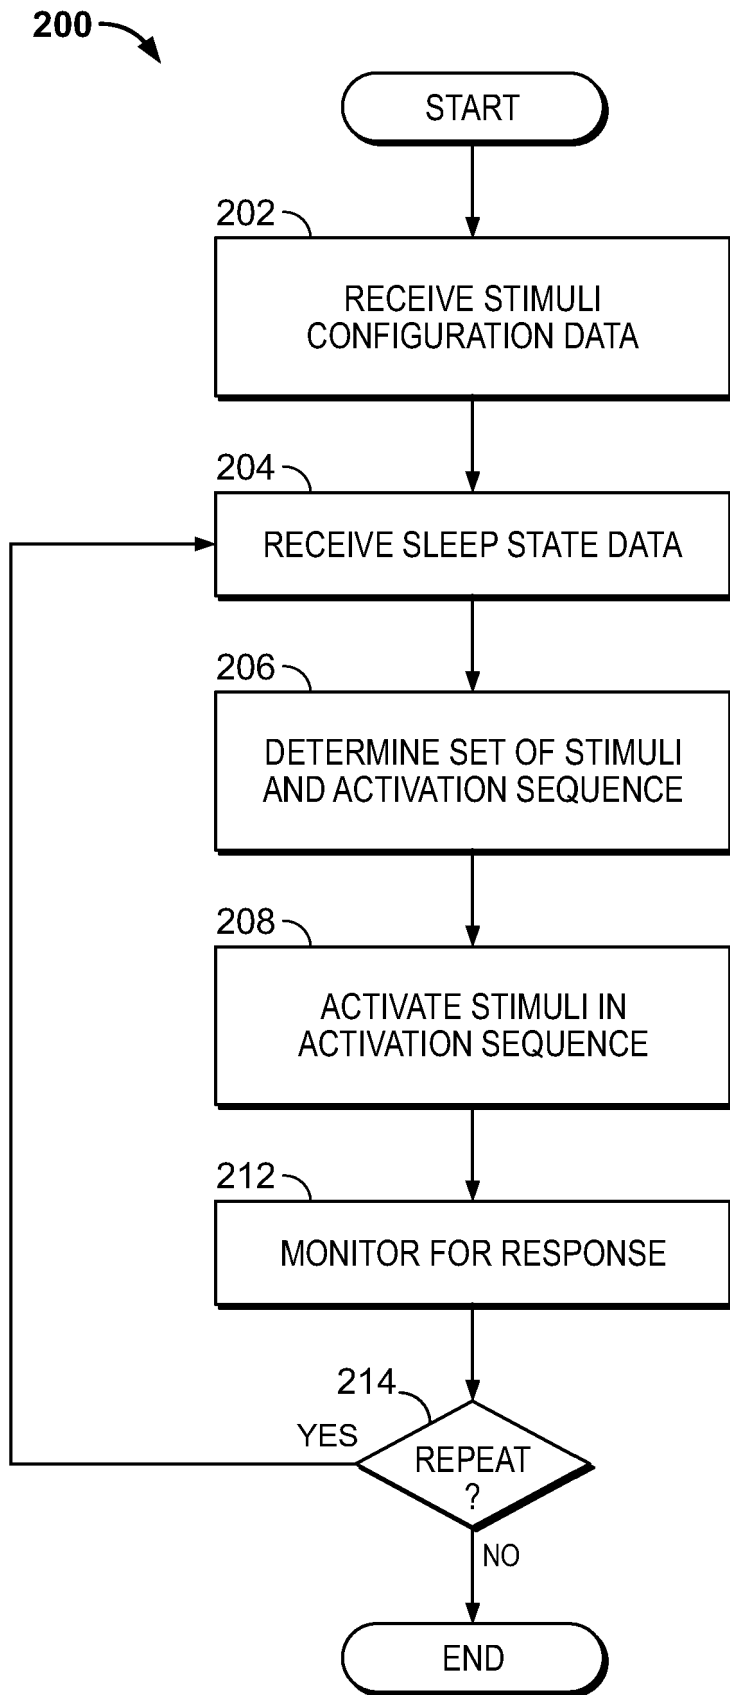 200
START
202
RECEIVE STIMULI
CONFIGURATION DATA
204
RECEIVE SLEEP STATE DATA
206
DETERMINE SET OF STIMULI
AND ACTIVATION SEQUENCE
208
ACTIVATE STIMULI IN
ACTIVATION SEQUENCE
212
MONITOR FOR RESPONSE
214
YES
REPEAT
?
NO
END